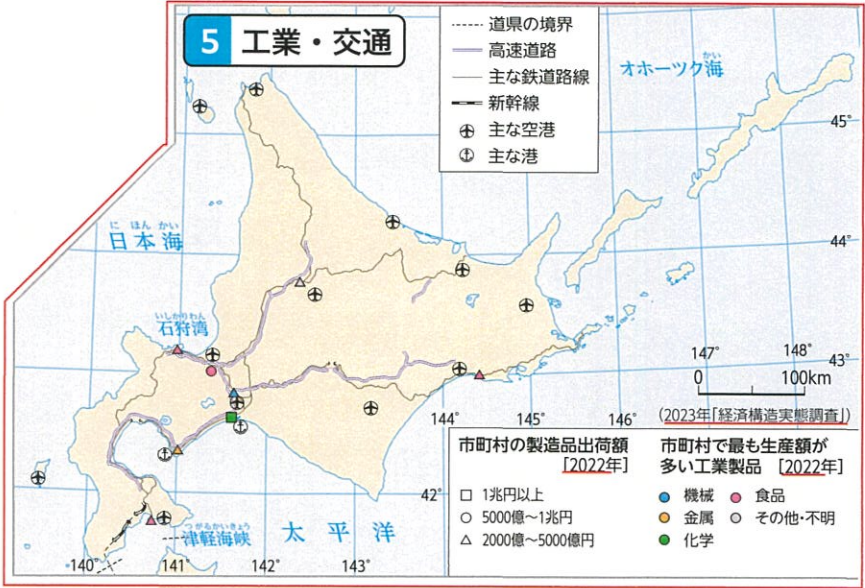 5 工業・交通
道県の境界
高速道路
主な鉄道路線
新幹線
主な空港
主な港
かい
オホーツク海
45°
に ほん かい
日本海
44°
いしかりわん
石狩湾
147° 148° 43°
0 100km
144° 145° 146°
(2023年「経済構造実態調査」)
市町村の製造品出荷額
[2022年]
1兆円以上
5000億〜1兆円
2000億〜5000億円
市町村で最も生産額が
多い工業製品 [2022年]
機械 食品
金属 その他・不明
化学
42°
つがるかいきょう
津軽海峡
太平洋
140° 141° 142° 143°